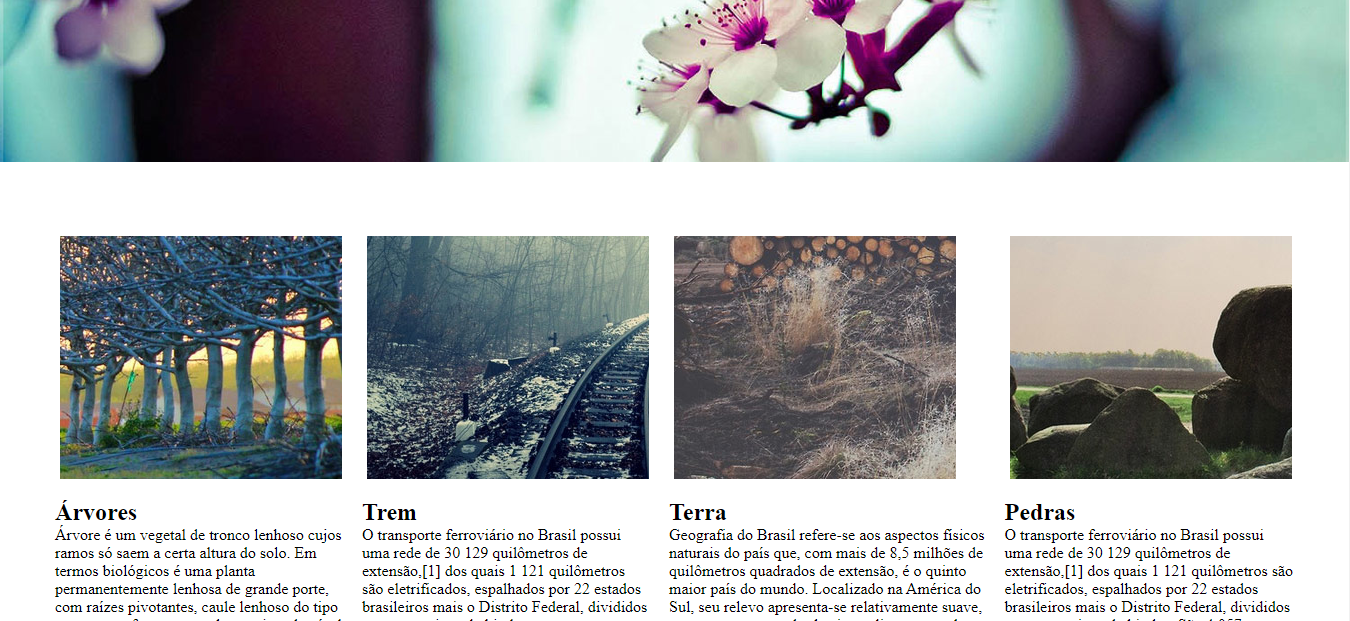 Árvores
Árvore é um vegetal de tronco lenhoso cujos
ramos só saem a certa altura do solo. Em
termos biológicos é uma planta
permanentemente lenhosa de grande porte,
com raízes pivotantes, caule lenhoso do tipo
Trem
O transporte ferroviário no Brasil possui
uma rede de 30 129 quilômetros de
extensão,[1] dos quais 1 121 quilômetros
são eletrificados, espalhados por 22 estados
brasileiros mais o Distrito Federal, divididos
Terra
Geografia do Brasil refere-se aos aspectos físicos
naturais do país que, com mais de 8,5 milhões de
quilômetros quadrados de extensão, é o quinto
maior país do mundo. Localizado na América do
Sul, seu relevo apresenta-se relativamente suave,
Pedras
O transporte ferroviário no Brasil possui
uma rede de 30 129 quilômetros de
extensão,[1] dos quais 1 121 quilômetros são
eletrificados, espalhados por 22 estados
brasileiros mais o Distrito Federal, divididos